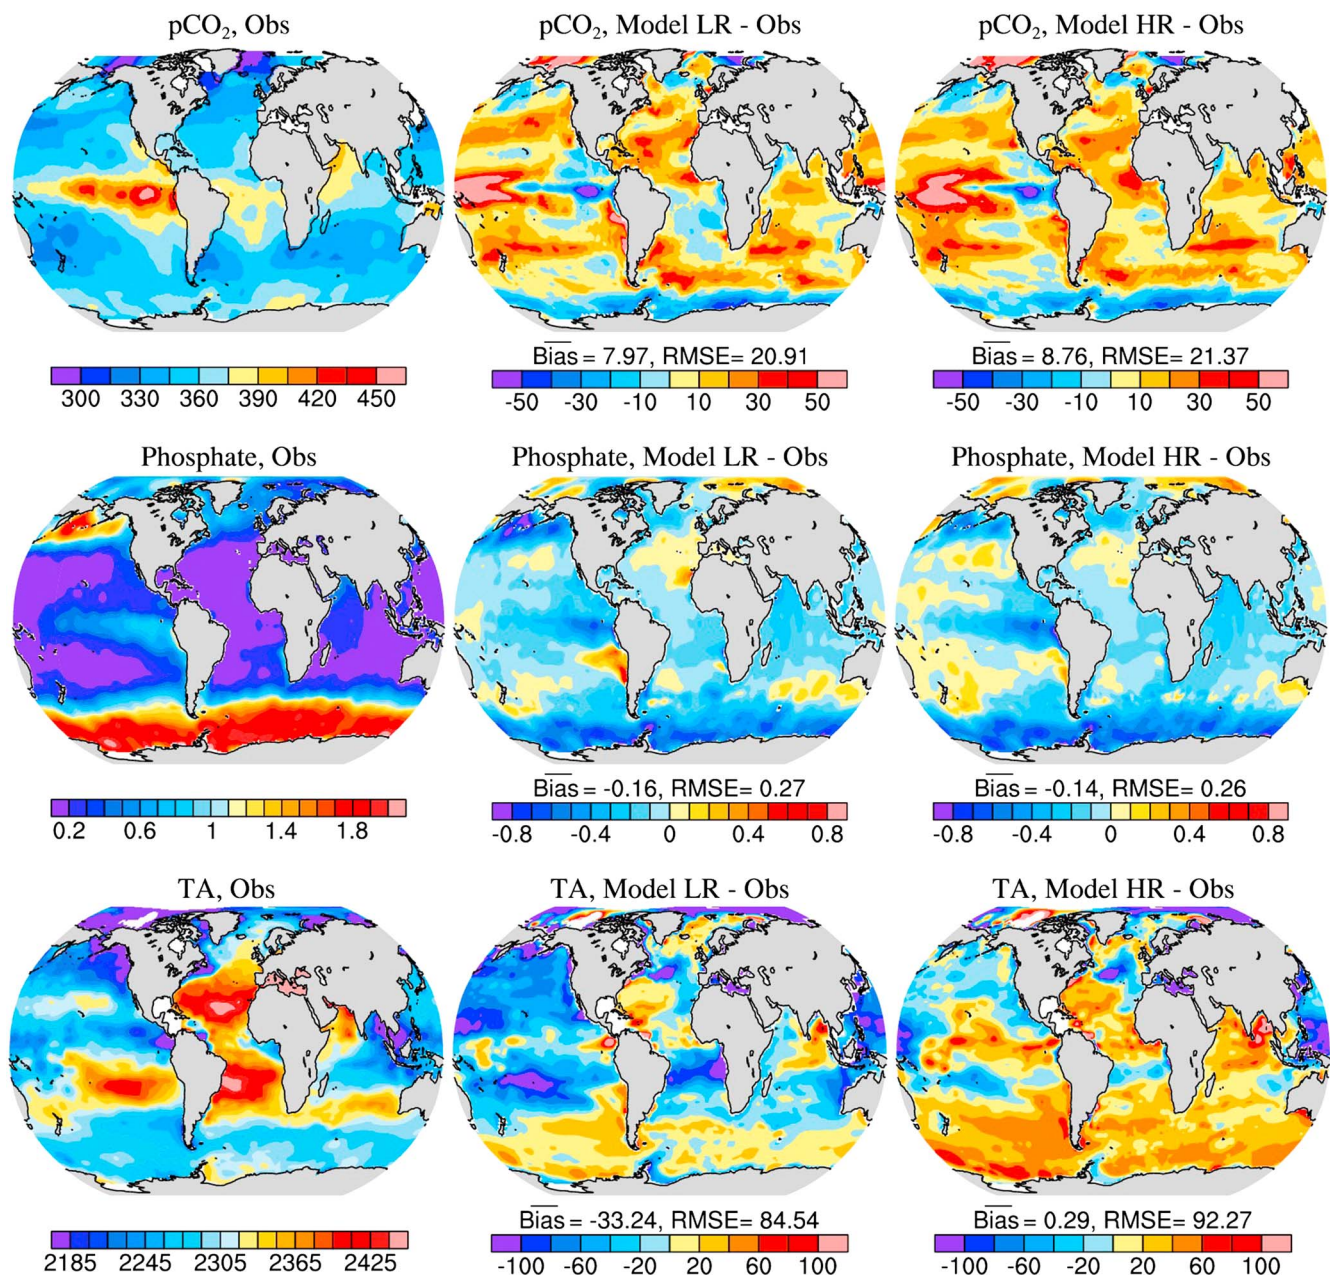 pCO₂, Obs
pCO₂, Model LR - Obs
pCO₂, Model HR - Obs
Bias = 7.97, RMSE= 20.91
Bias = 8.76, RMSE= 21.37
300 330 360 390 420 450
-50 -30 -10 10 30 50
-50 -30 -10 10 30 50
Phosphate, Obs
Phosphate, Model LR - Obs
Phosphate, Model HR - Obs
Bias = -0.16, RMSE= 0.27
Bias = -0.14, RMSE= 0.26
0.2 0.6 1 1.4 1.8
-0.8 -0.4 0 0.4 0.8
-0.8 -0.4 0 0.4 0.8
TA, Obs
TA, Model LR - Obs
TA, Model HR - Obs
Bias = -33.24, RMSE= 84.54
Bias = 0.29, RMSE= 92.27
2185 2245 2305 2365 2425
-100 -60 -20 20 60 100
-100 -60 -20 20 60 100